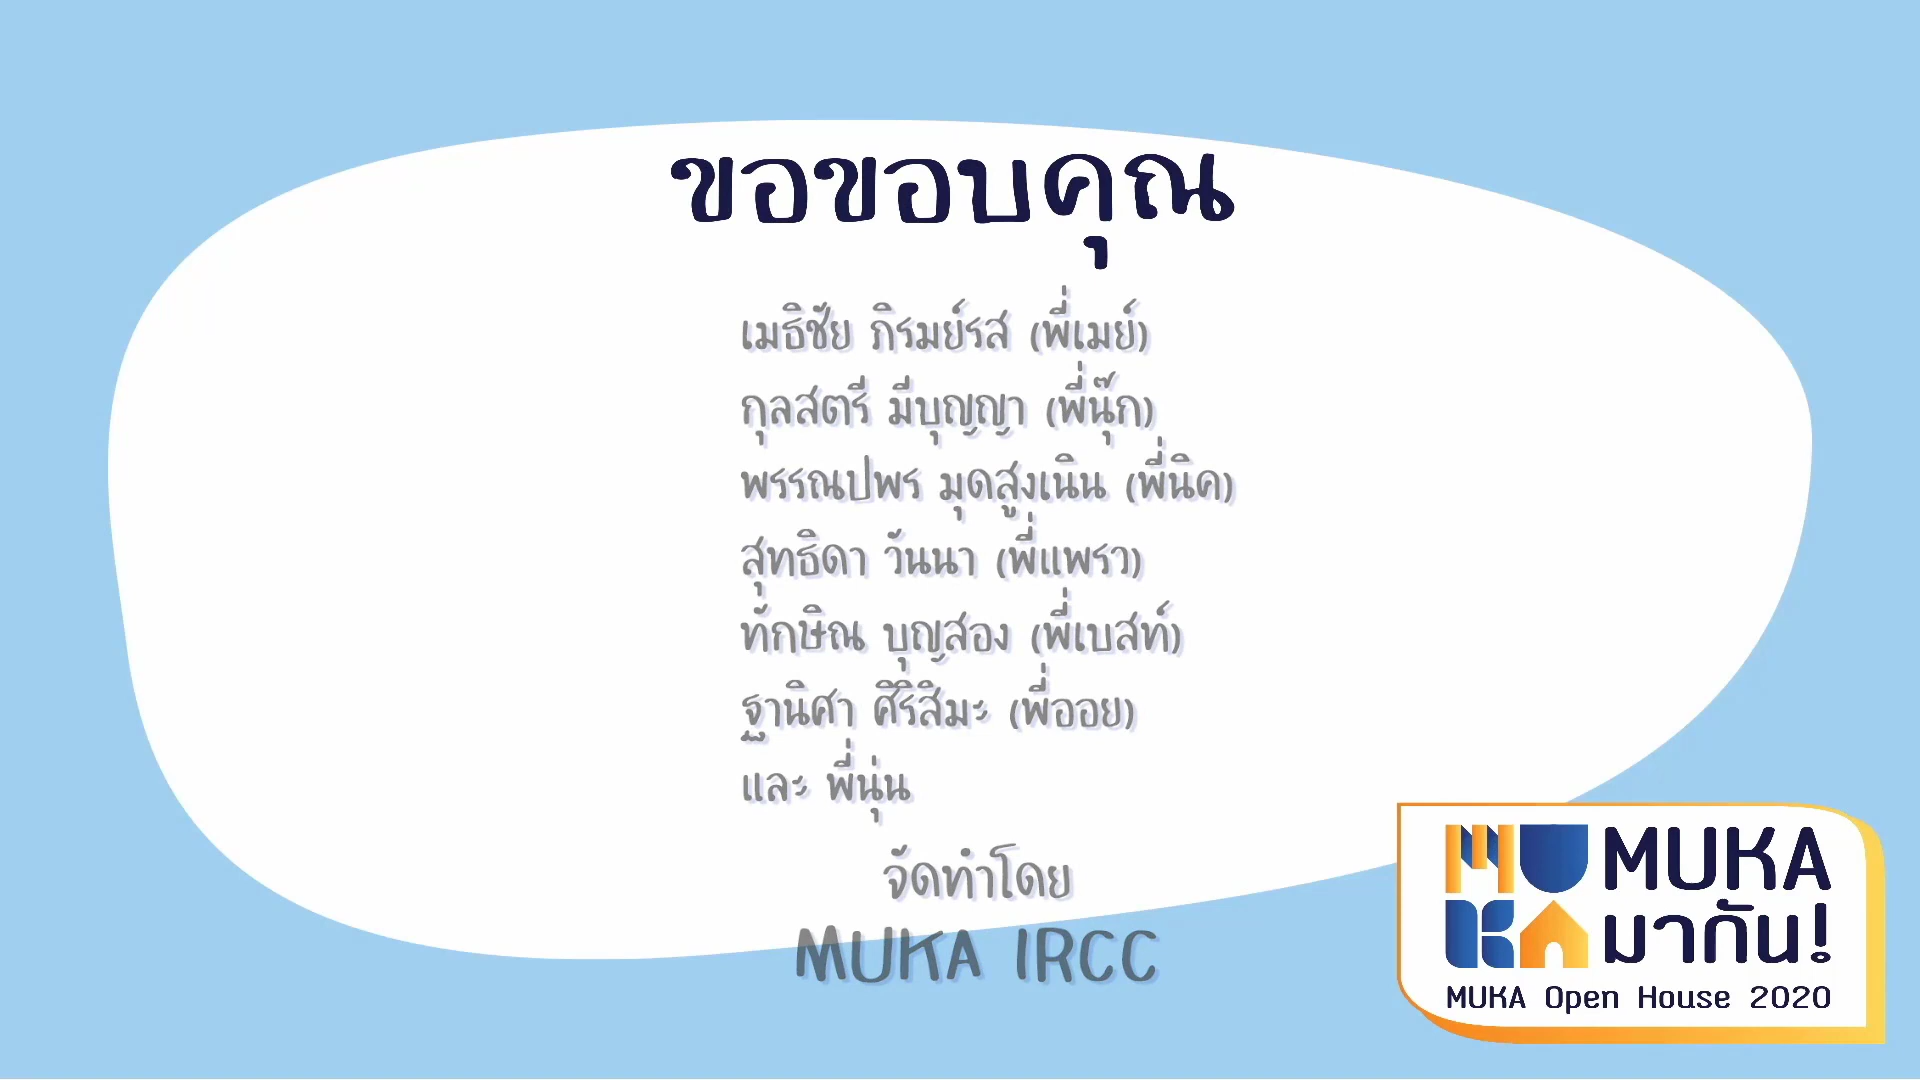 ขอขอบคุณ
เมธิชัย ภิรมย์รส (พี่เมย์)
กุลสตรี มีบุญญา (พี่นุ๊ก)
พรรณปพร มุดสูงเนิน (พี่นิค)
สุทธิดา วันนา (พี่แพรว)
ทักษิณ บุญสอง (พี่เบสท์)
ฐานิศา ศิริสิมะ (พี่ออย)
และ พี่นุ่น
จัดทำโดย
MUKA IRCC
MUKA
MUKA
มากัน!
MUKA Open House 2020